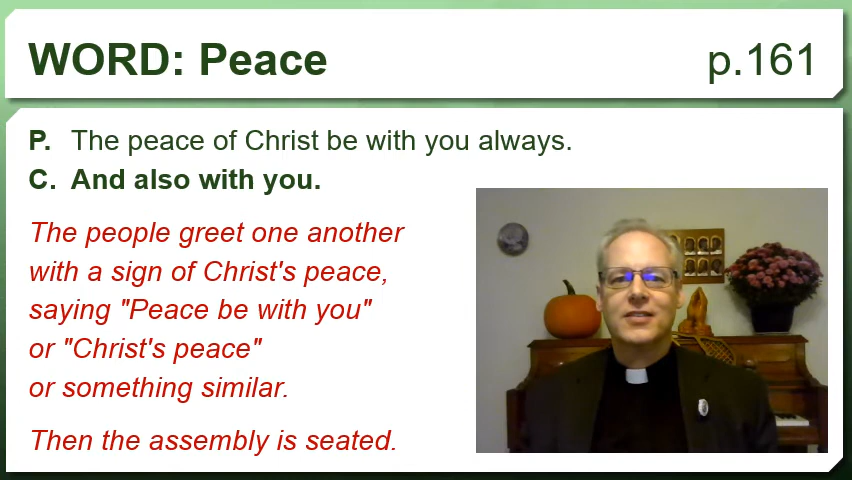 WORD: Peace p.161
P. The peace of Christ be with you always.
C. And also with you.
The people greet one another
with a sign of Christ's peace,
saying "Peace be with you"
or "Christ's peace"
or something similar.
Then the assembly is seated.